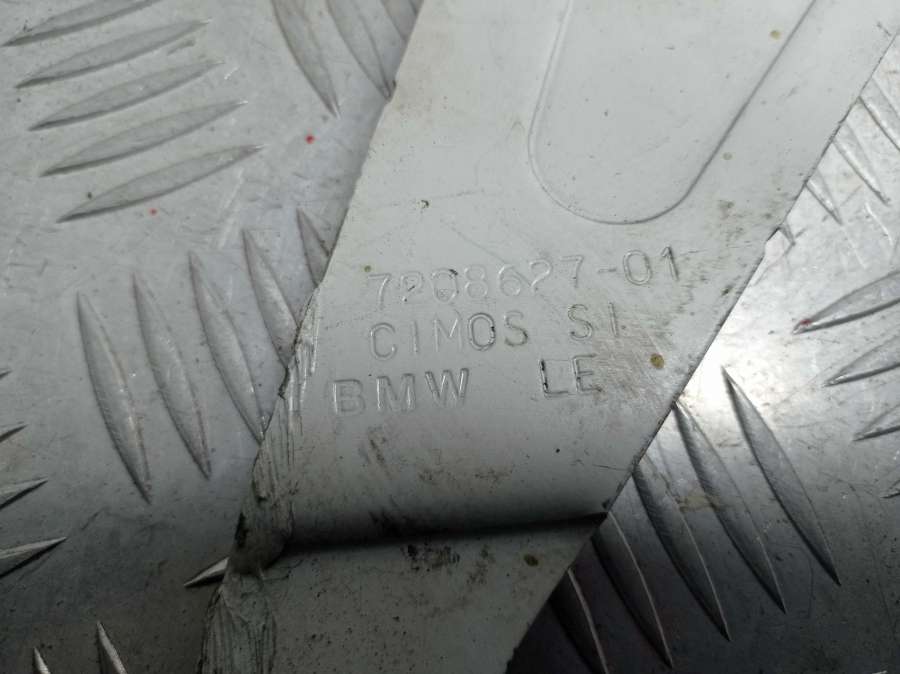 7208627-01
CIMOS SI
BMW LE